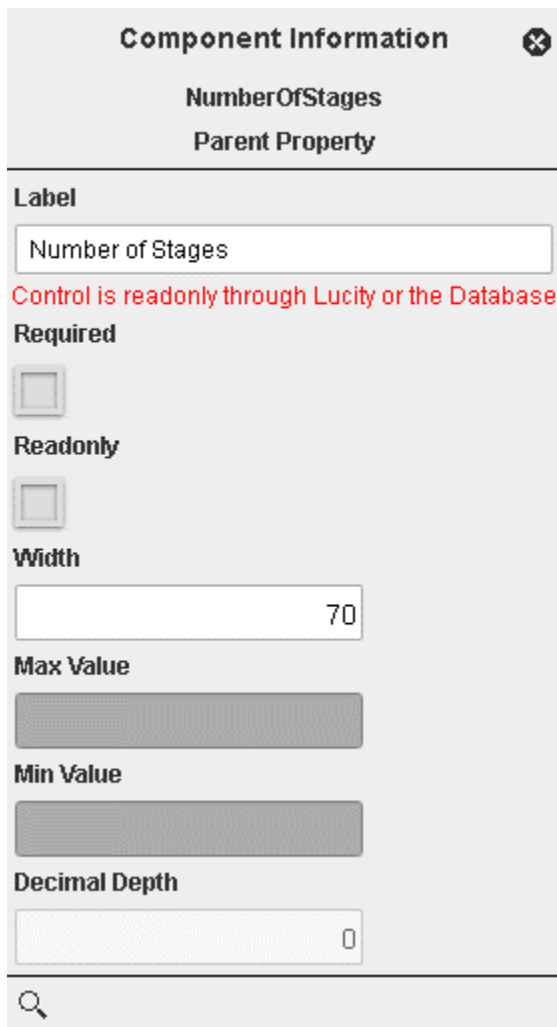 Component Information
NumberOfStages
Parent Property
Label
Number of Stages
Control is readonly through Lucity or the Database
Required
Readonly
Width
70
Max Value
Min Value
Decimal Depth
0